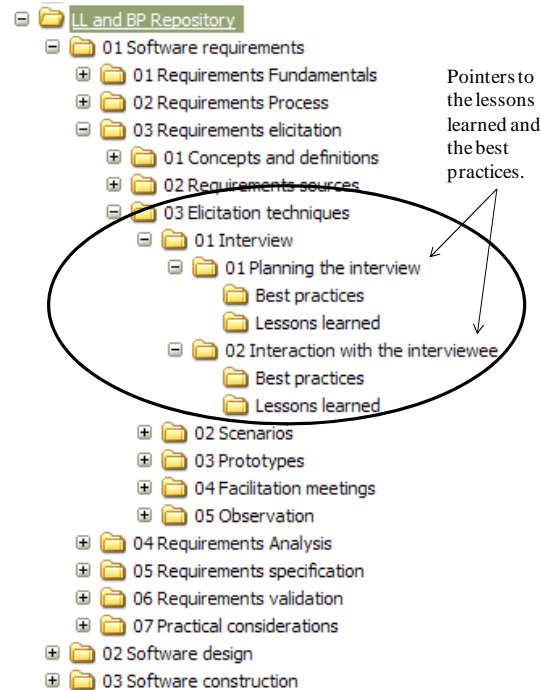 LL and BP Repository
01 Software requirements
01 Requirements Fundamentals
02 Requirements Process
03 Requirements elicitation
01 Concepts and definitions
02 Requirements sources
03 Elicitation techniques
01 Interview
01 Planning the interview
Best practices
Lessons learned
02 Interaction with the interviewee
Best practices
Lessons learned
02 Scenarios
03 Prototypes
04 Facilitation meetings
05 Observation
04 Requirements Analysis
05 Requirements specification
06 Requirements validation
07 Practical considerations
02 Software design
03 Software construction
Pointers to
the lessons
learned and
the best
practices.